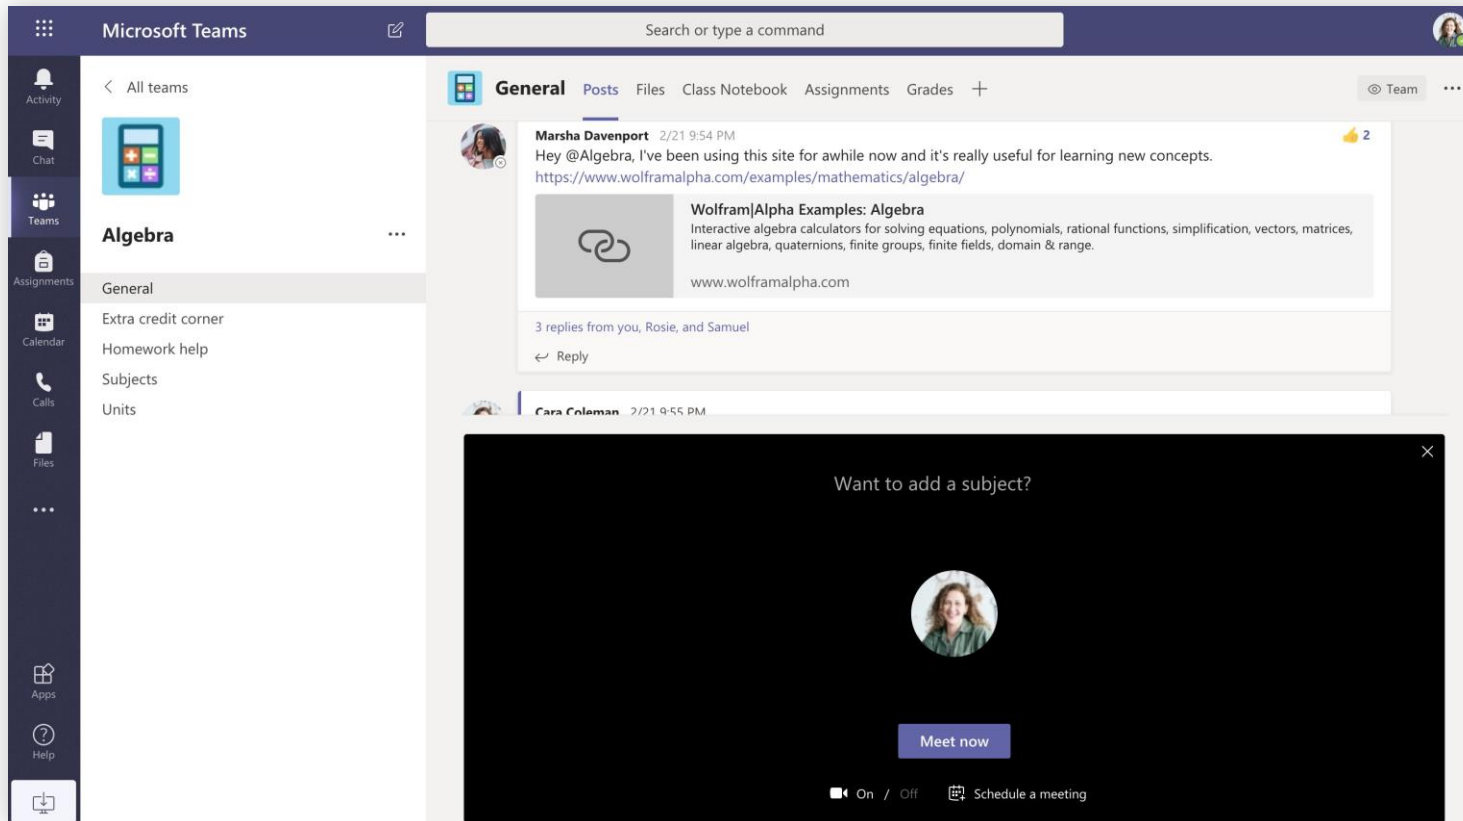 Microsoft Teams
Search or type a command
Activity
Chat
Teams
Assignments
Calendar
Calls
Files
Apps
Help
All teams
Algebra
General
Extra credit corner
Homework help
Subjects
Units
General Posts Files Class Notebook Assignments Grades
Team
Marsha Davenport 2/21 9:54 PM
2
Hey @Algebra, I've been using this site for awhile now and it's really useful for learning new concepts.
https://www.wolframalpha.com/examples/mathematics/algebra/
Wolfram|Alpha Examples: Algebra
Interactive algebra calculators for solving equations, polynomials, rational functions, simplification, vectors, matrices,
linear algebra, quaternions, finite groups, finite fields, domain & range.
www.wolframalpha.com
3 replies from you, Rosie, and Samuel
Reply
Cara Coleman 2/21 9:55 PM
Want to add a subject?
Meet now
On / Off Schedule a meeting